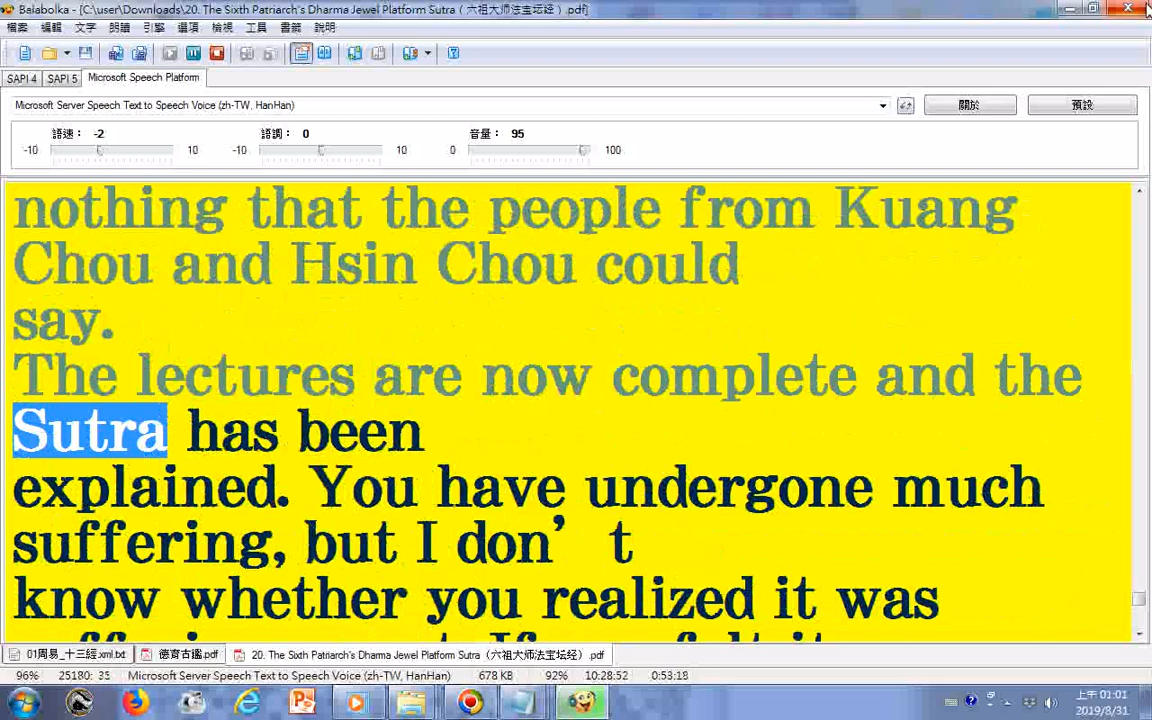 Balabolka - [C:\user\Downloads\20. The Sixth Patriarch's Dharma Jewel Platform Sutra（六祖大师法宝坛经）.pdf]
檔案 編輯 文字 朗讀 引擎 選項 檢視 工具 書籤 說明
SAPI 4 SAPI 5 Microsoft Speech Platform
Microsoft Server Speech Text to Speech Voice (zh-TW, HanHan) 關於 預設
語速： -2 語調： 0 音量： 95
-10 10 -10 10 0 100
nothing that the people from Kuang
Chou and Hsin Chou could
say.
The lectures are now complete and the
Sutra has been
explained. You have undergone much
suffering, but I don’t
know whether you realized it was
01周易_十三經.xml.txt 德育古鑑.pdf 20. The Sixth Patriarch's Dharma Jewel Platform Sutra（六祖大师法宝坛经）.pdf
96% 25180: 35 Microsoft Server Speech Text to Speech Voice (zh-TW, HanHan) 678 KB 92% 10:28:52 0:53:18
上午 01:01
2019/8/31